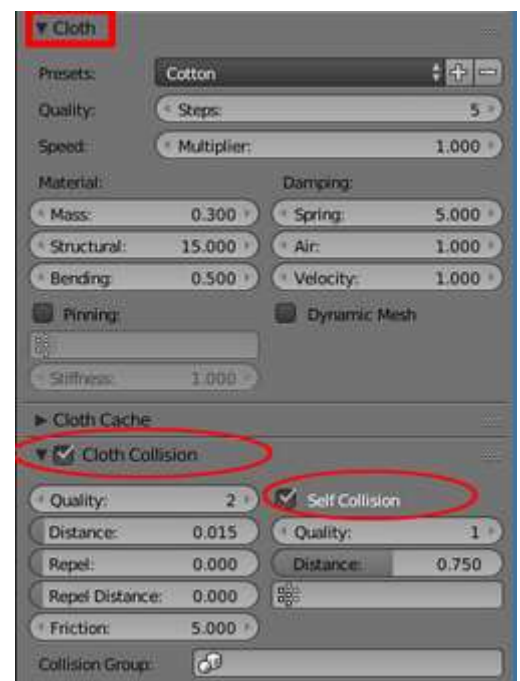 Cloth
Presets: Cotton
Quality: Steps: 5
Speed: Multiplier: 1.000
Material: Damping:
Mass: 0.300 Spring: 5.000
Structural: 15.000 Air: 1.000
Bending: 0.500 Velocity: 1.000
Pinning: Dynamic Mesh
Stiffness: 1.000
Cloth Cache
Cloth Collision
Quality: 2 Self Collision
Distance: 0.015 Quality: 1
Repel: 0.000 Distance: 0.750
Repel Distance: 0.000
Friction: 5.000
Collision Group: